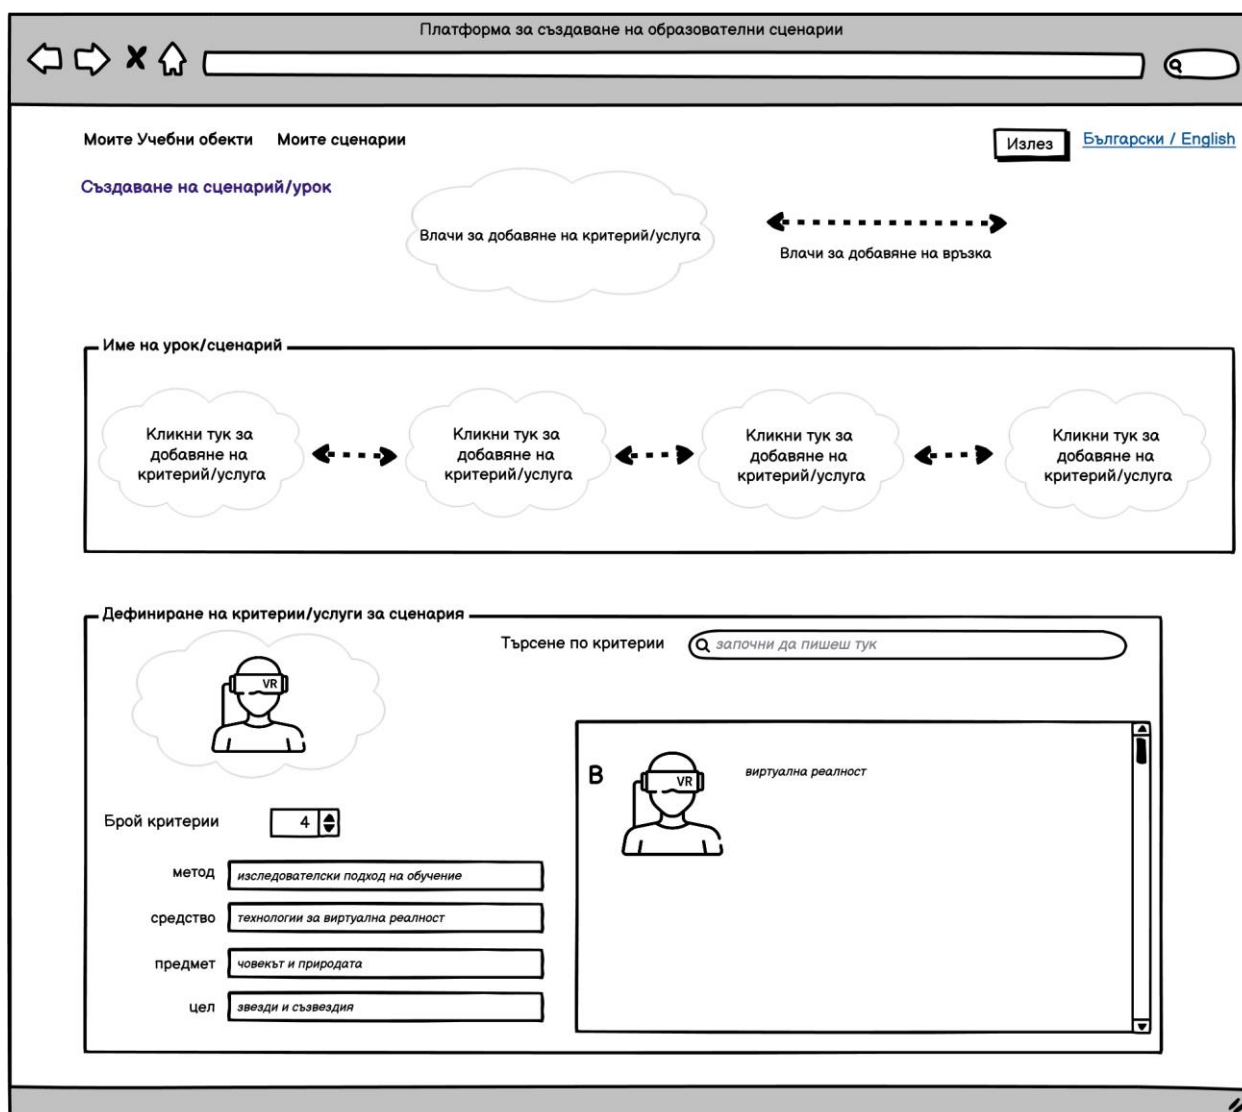 Платформа за създаване на образователни сценарии
Моите Учебни обекти Моите сценарии
Излез
Български / English
Създаване на сценарий/урок
Влачи за добавяне на критерий/услуга
Влачи за добавяне на връзка
Име на урок/сценарий
Кликни тук за
добавяне на
критерий/услуга
Кликни тук за
добавяне на
критерий/услуга
Кликни тук за
добавяне на
критерий/услуга
Кликни тук за
добавяне на
критерий/услуга
Дефиниране на критерии/услуги за сценария
Търсене по критерии
започни да пишеш тук
VR
Брой критерии 4
метод изследователски подход на обучение
средство технологии за виртуална реалност
предмет човекът и природата
цел звезди и съзвездия
В
VR
виртуална реалност